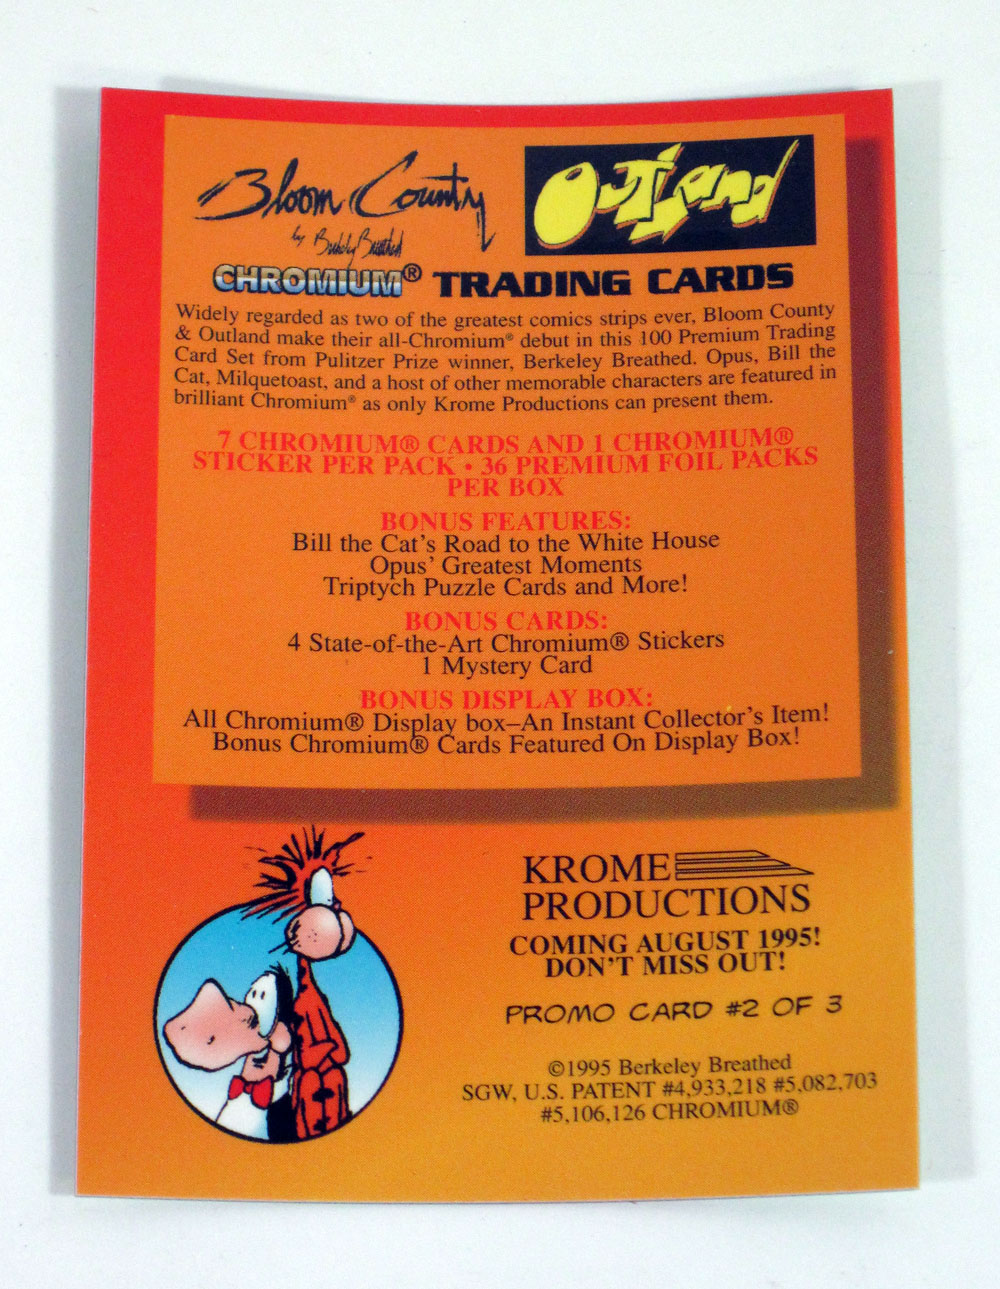 Bloom County
by Berkeley Breathed
Outland
CHROMIUM® TRADING CARDS
Widely regarded as two of the greatest comics strips ever, Bloom County
& Outland make their all-Chromium® debut in this 100 Premium Trading
Card Set from Pulitzer Prize winner, Berkeley Breathed. Opus, Bill the
Cat, Milquetoast, and a host of other memorable characters are featured in
brilliant Chromium® as only Krome Productions can present them.
7 CHROMIUM® CARDS AND 1 CHROMIUM®
STICKER PER PACK • 36 PREMIUM FOIL PACKS
PER BOX
BONUS FEATURES:
Bill the Cat's Road to the White House
Opus' Greatest Moments
Triptych Puzzle Cards and More!
BONUS CARDS:
4 State-of-the-Art Chromium® Stickers
1 Mystery Card
BONUS DISPLAY BOX:
All Chromium® Display box–An Instant Collector's Item!
Bonus Chromium® Cards Featured On Display Box!
KROME
PRODUCTIONS
COMING AUGUST 1995!
DON'T MISS OUT!
PROMO CARD #2 OF 3
©1995 Berkeley Breathed
SGW, U.S. PATENT #4,933,218 #5,082,703
#5,106,126 CHROMIUM®